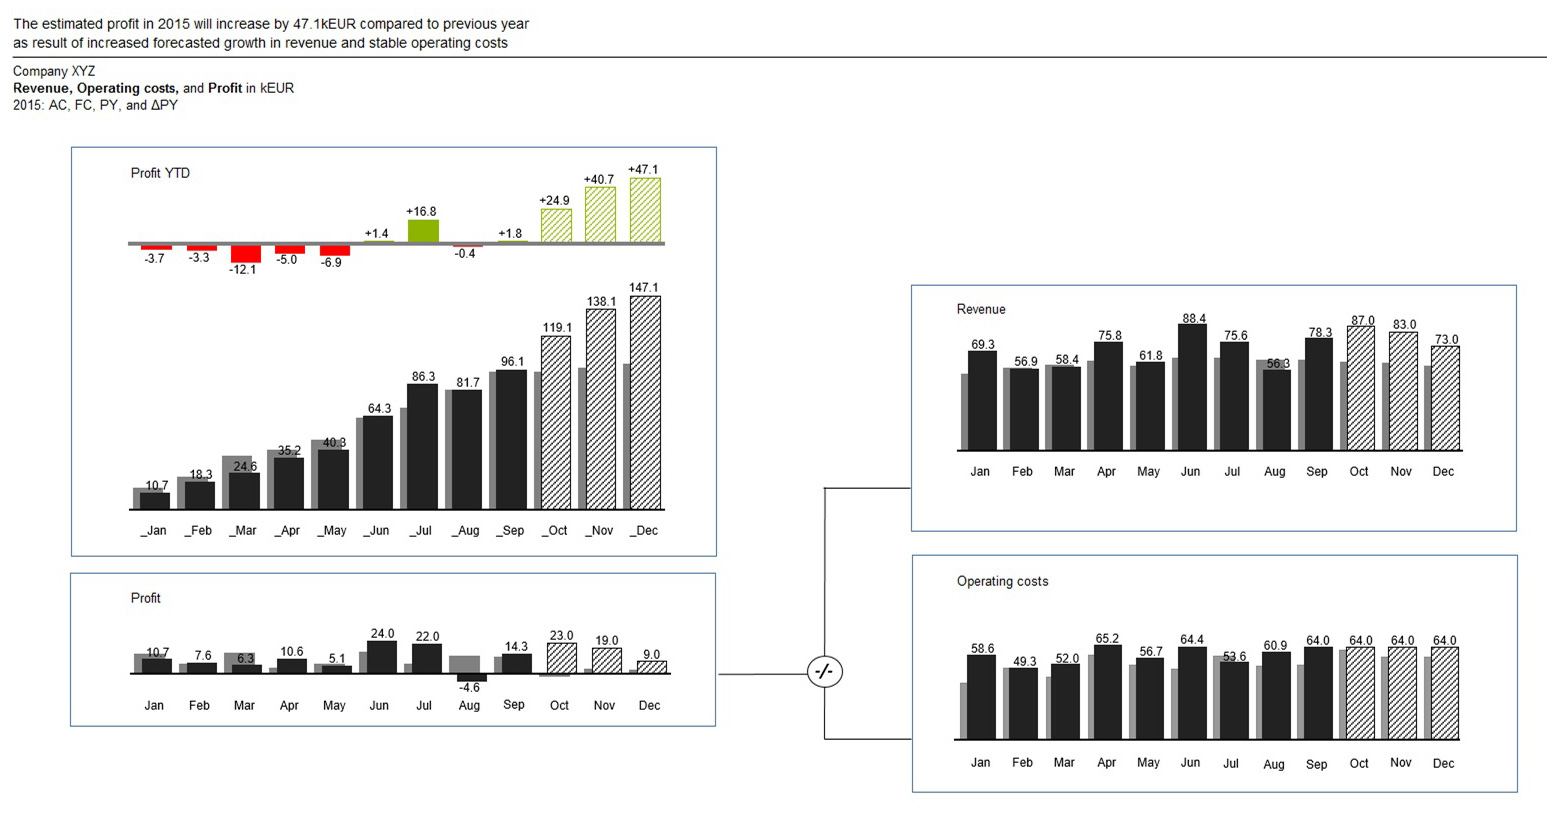 The estimated profit in 2015 will increase by 47.1kEUR compared to previous year
as result of increased forecasted growth in revenue and stable operating costs
Company XYZ
Revenue, Operating costs, and Profit in kEUR
2015: AC, FC, PY, and ΔPY
Profit YTD
-3.7 -3.3 -12.1 -5.0 -6.9 +1.4 +16.8 -0.4 +1.8 +24.9 +40.7 +47.1
10.7 18.3 24.6 35.2 40.3 64.3 86.3 81.7 96.1 119.1 138.1 147.1
_Jan _Feb _Mar _Apr _May _Jun _Jul _Aug _Sep _Oct _Nov _Dec
Profit
10.7 7.6 6.3 10.6 5.1 24.0 22.0 -4.6 14.3 23.0 19.0 9.0
Jan Feb Mar Apr May Jun Jul Aug Sep Oct Nov Dec
-/-
Revenue
69.3 56.9 58.4 75.8 61.8 88.4 75.6 56.3 78.3 87.0 83.0 73.0
Jan Feb Mar Apr May Jun Jul Aug Sep Oct Nov Dec
Operating costs
58.6 49.3 52.0 65.2 56.7 64.4 53.6 60.9 64.0 64.0 64.0 64.0
Jan Feb Mar Apr May Jun Jul Aug Sep Oct Nov Dec